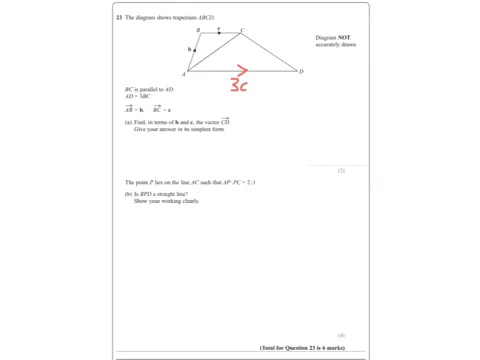 23 The diagram shows trapezium ABCD.
B
c
C
Diagram NOT
accurately drawn
b
A
D
3c
BC is parallel to AD
AD = 3BC
AB = b. BC = c
(a) Find, in terms of b and c, the vector CD
Give your answer in its simplest form.
(2)
The point P lies on the line AC such that AP : PC = 2:1
(b) Is BPD a straight line?
Show your working clearly.
(4)
(Total for Question 23 is 6 marks)